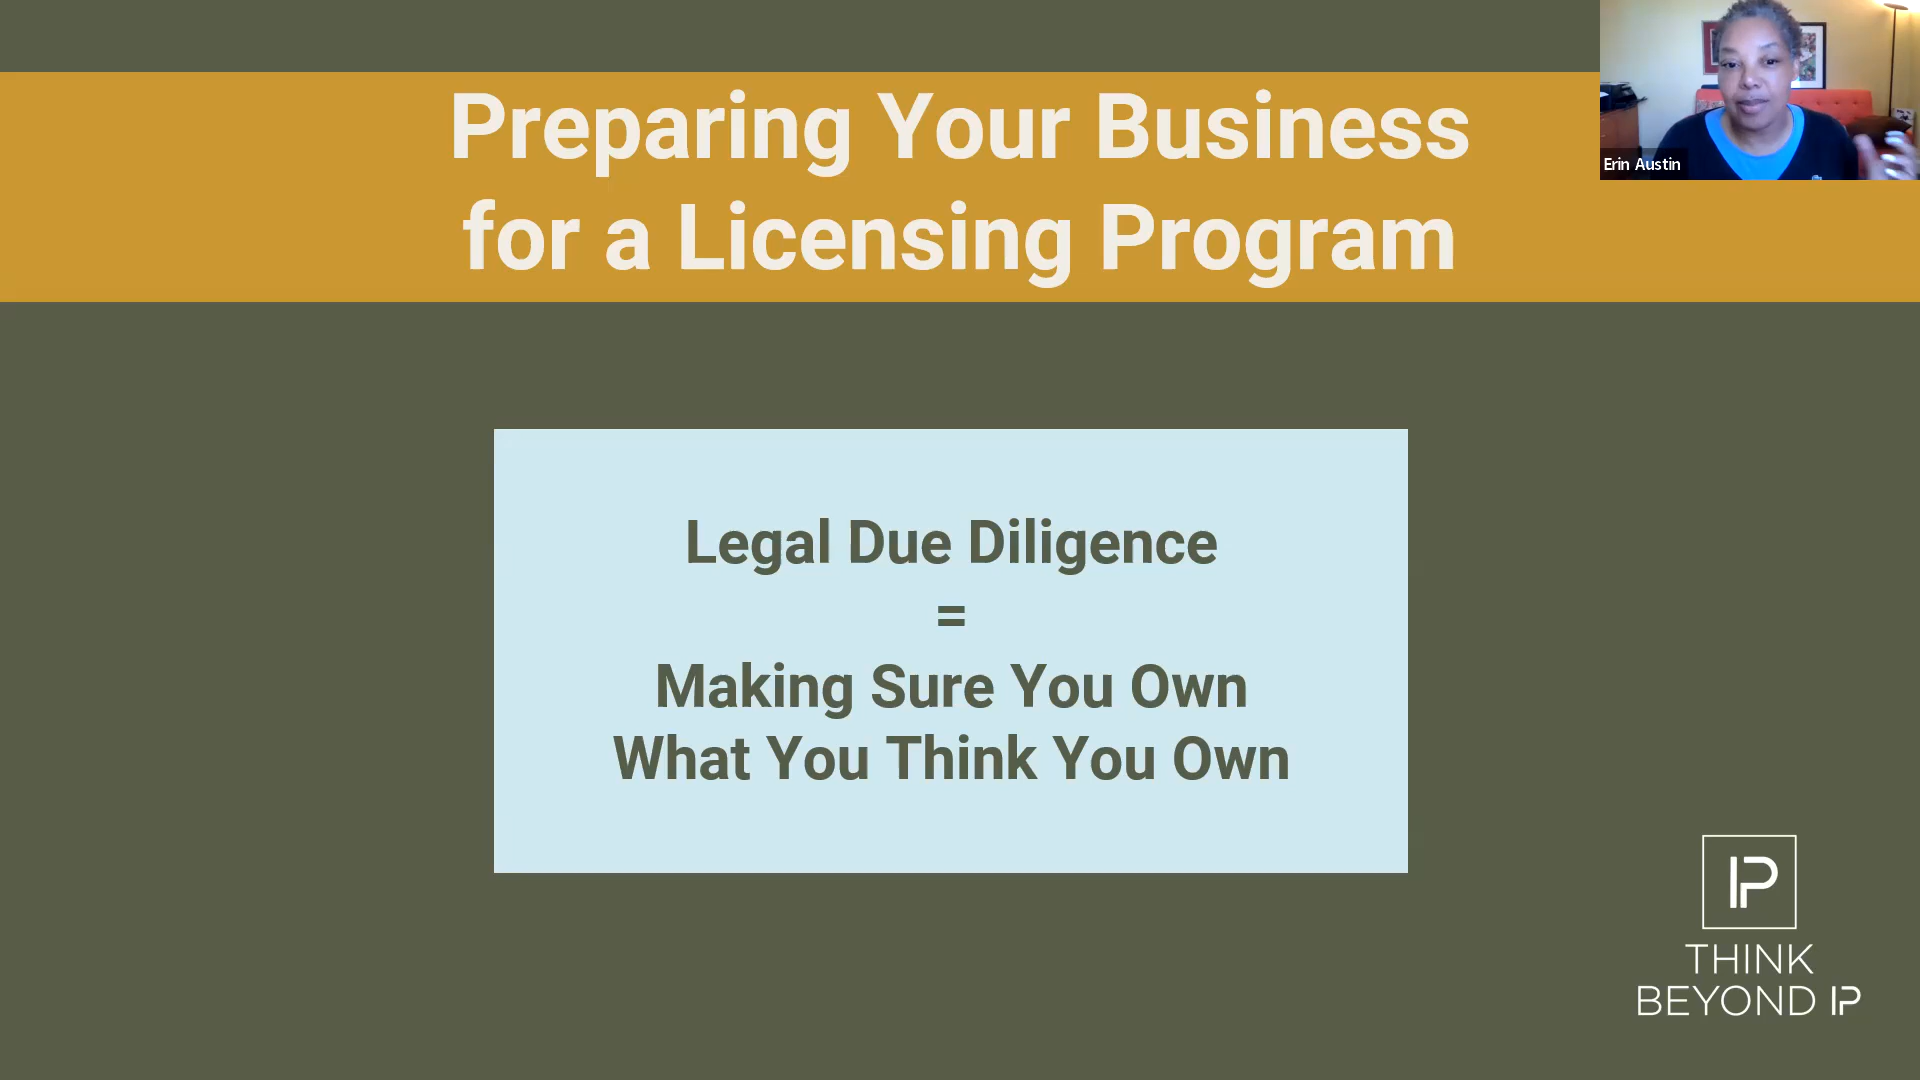 Preparing Your Business
for a Licensing Program
Erin Austin
Legal Due Diligence
=
Making Sure You Own
What You Think You Own
IP
THINK
BEYOND IP